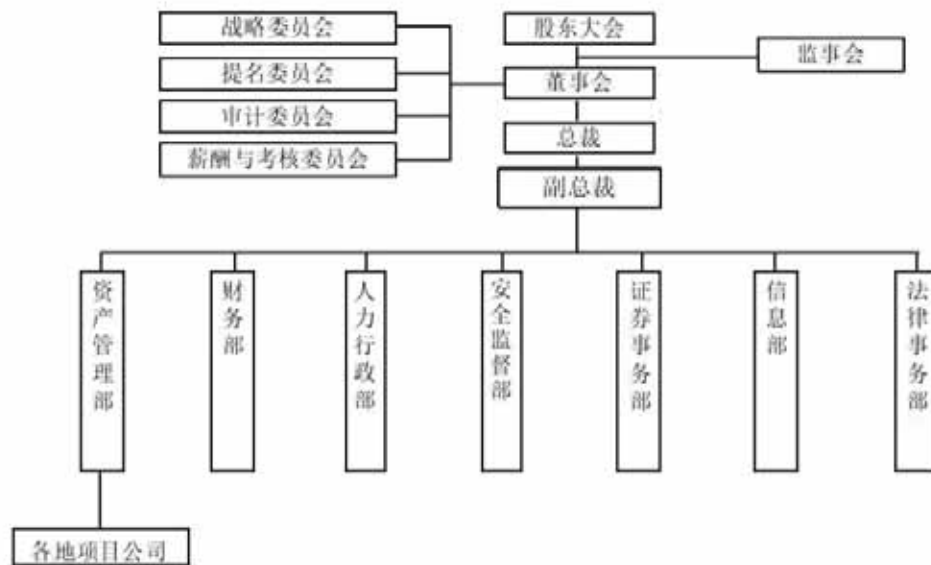 战略委员会
股东大会
监事会
提名委员会
董事会
审计委员会
总裁
薪酬与考核委员会
副总裁
资产管理部
财务部
人力行政部
安全监督部
证券事务部
信息部
法律事务部
各地项目公司